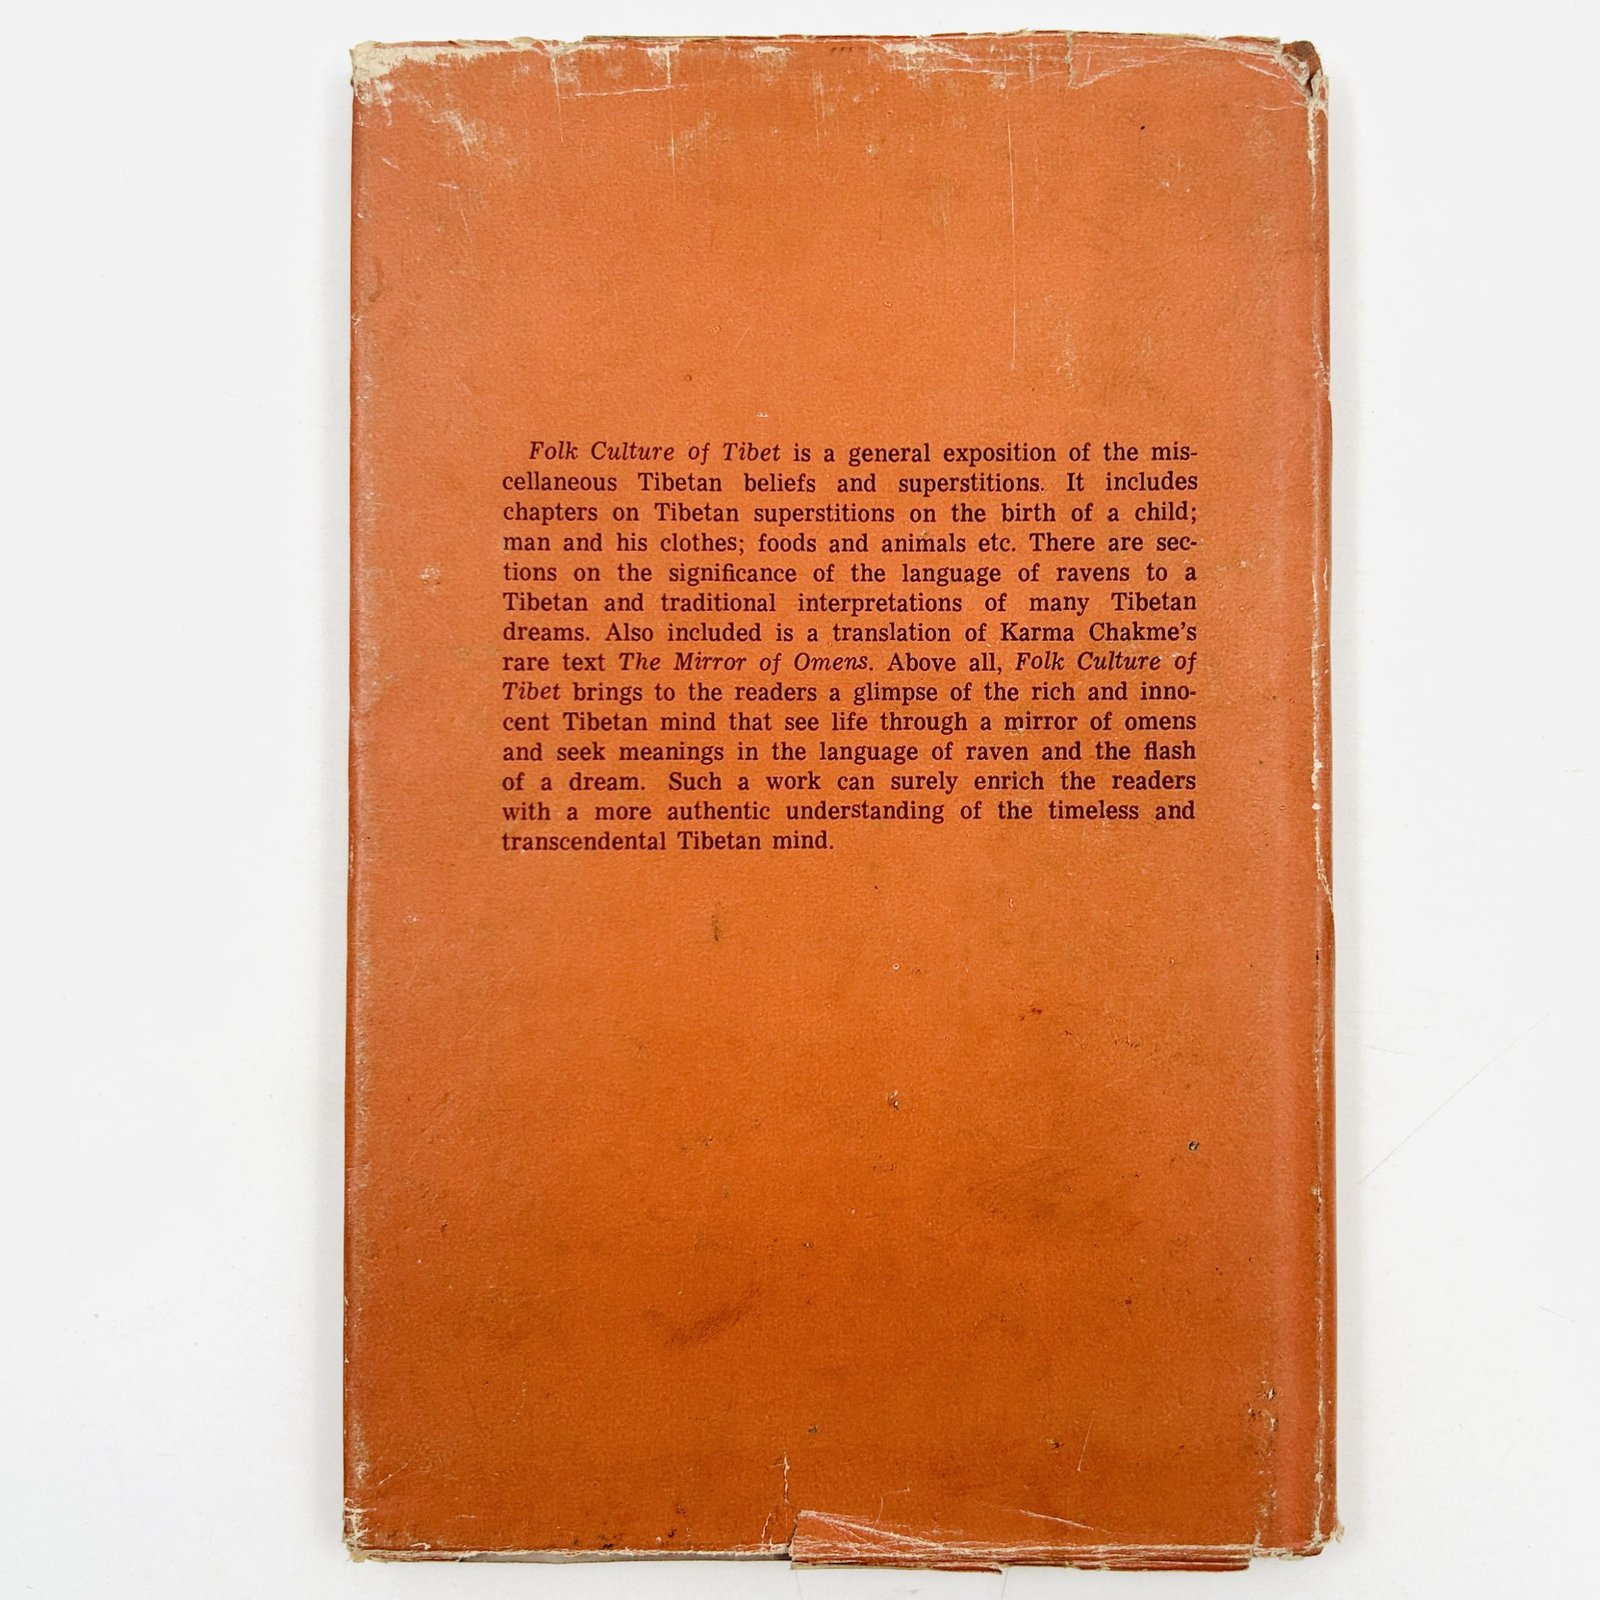 Folk Culture of Tibet is a general exposition of the mis-
cellaneous Tibetan beliefs and superstitions. It includes
chapters on Tibetan superstitions on the birth of a child;
man and his clothes; foods and animals etc. There are sec-
tions on the significance of the language of ravens to a
Tibetan and traditional interpretations of many Tibetan
dreams. Also included is a translation of Karma Chakme's
rare text The Mirror of Omens. Above all, Folk Culture of
Tibet brings to the readers a glimpse of the rich and inno-
cent Tibetan mind that see life through a mirror of omens
and seek meanings in the language of raven and the flash
of a dream. Such a work can surely enrich the readers
with a more authentic understanding of the timeless and
transcendental Tibetan mind.